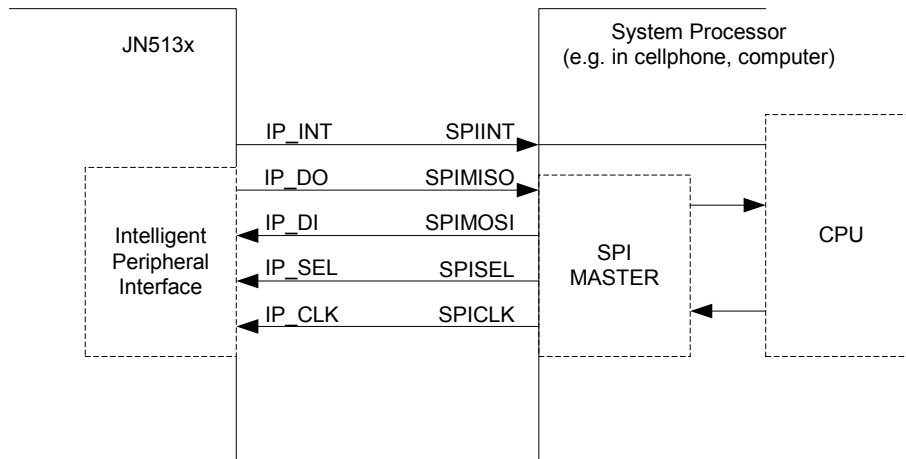 JN513x
System Processor
(e.g. in cellphone, computer)
IP_INT
SPIINT
IP_DO
SPIMISO
IP_DI
SPIMOSI
IP_SEL
SPISEL
IP_CLK
SPICLK
Intelligent
Peripheral
Interface
SPI
MASTER
CPU